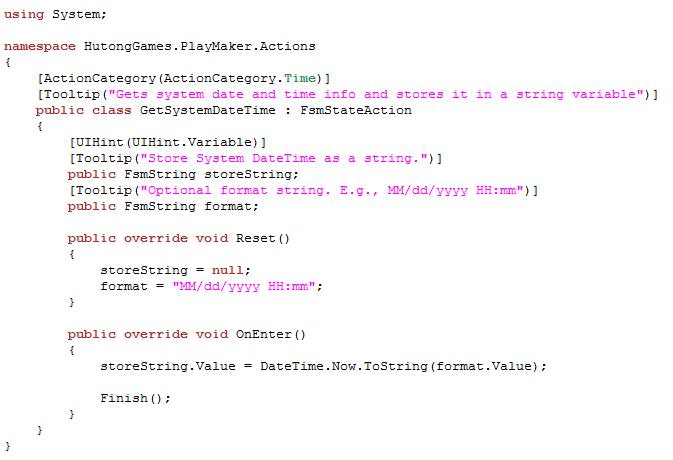 using System;

namespace HutongGames.PlayMaker.Actions
{
    [ActionCategory(ActionCategory.Time)]
    [Tooltip("Gets system date and time info and stores it in a string variable")]
    public class GetSystemDateTime : FsmStateAction
    {
        [UIHint(UIHint.Variable)]
        [Tooltip("Store System DateTime as a string.")]
        public FsmString storeString;
        [Tooltip("Optional format string. E.g., MM/dd/yyyy HH:mm")]
        public FsmString format;

        public override void Reset()
        {
            storeString = null;
            format = "MM/dd/yyyy HH:mm";
        }

        public override void OnEnter()
        {
            storeString.Value = DateTime.Now.ToString(format.Value);

            Finish();
        }
    }
}